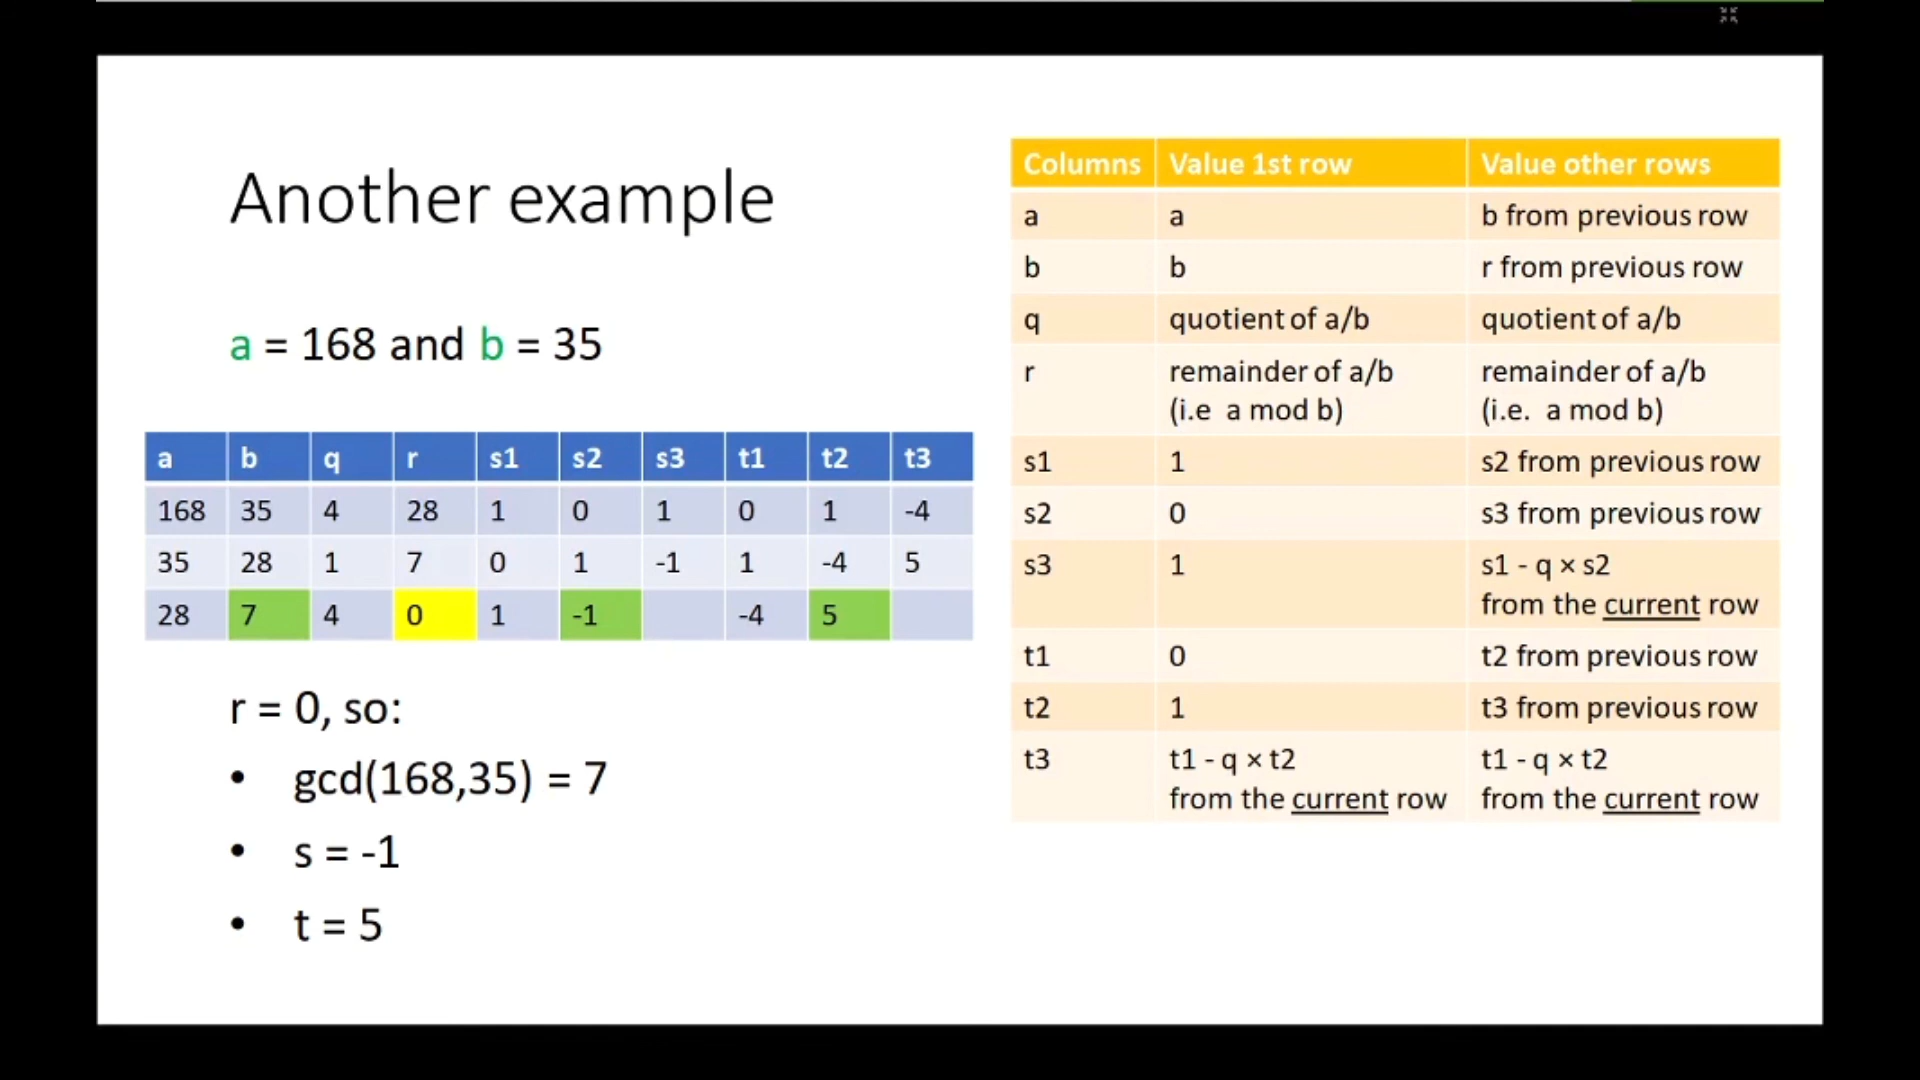 Another example
a = 168 and b = 35
a b q r s1 s2 s3 t1 t2 t3
168 35 4 28 1 0 1 0 1 -4
35 28 1 7 0 1 -1 1 -4 5
28 7 4 0 1 -1 -4 5
r = 0, so:
• gcd(168,35) = 7
• s = -1
• t = 5
Columns Value 1st row Value other rows
a a b from previous row
b b r from previous row
q quotient of a/b quotient of a/b
r remainder of a/b remainder of a/b
(i.e a mod b) (i.e. a mod b)
s1 1 s2 from previous row
s2 0 s3 from previous row
s3 1 s1 - q × s2
from the current row
t1 0 t2 from previous row
t2 1 t3 from previous row
t3 t1 - q × t2 t1 - q × t2
from the current row from the current row